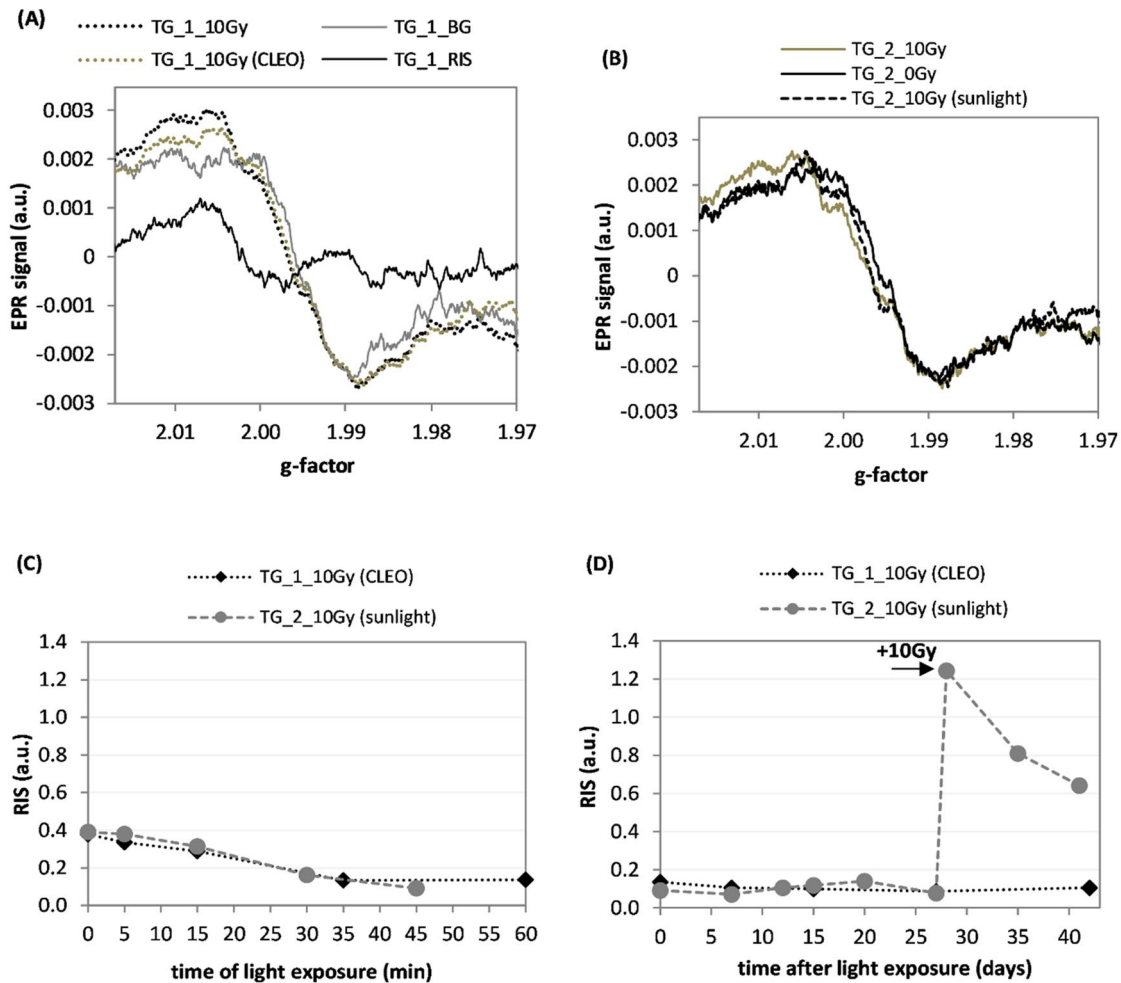 (A)
TG_1_10Gy TG_1_BG
TG_1_10Gy (CLEO) TG_1_RIS
0.003
0.002
0.001
0
-0.001
-0.002
-0.003
EPR signal (a.u.)
2.01 2.00 1.99 1.98 1.97
g-factor
(B)
TG_2_10Gy
TG_2_0Gy
TG_2_10Gy (sunlight)
0.003
0.002
0.001
0
-0.001
-0.002
-0.003
EPR signal (a.u.)
2.01 2.00 1.99 1.98 1.97
g-factor
(C)
TG_1_10Gy (CLEO)
TG_2_10Gy (sunlight)
1.4
1.2
1.0
0.8
0.6
0.4
0.2
0.0
RIS (a.u.)
0 5 10 15 20 25 30 35 40 45 50 55 60
time of light exposure (min)
(D)
TG_1_10Gy (CLEO)
TG_2_10Gy (sunlight)
+10Gy
1.4
1.2
1.0
0.8
0.6
0.4
0.2
0.0
RIS (a.u.)
0 5 10 15 20 25 30 35 40
time after light exposure (days)